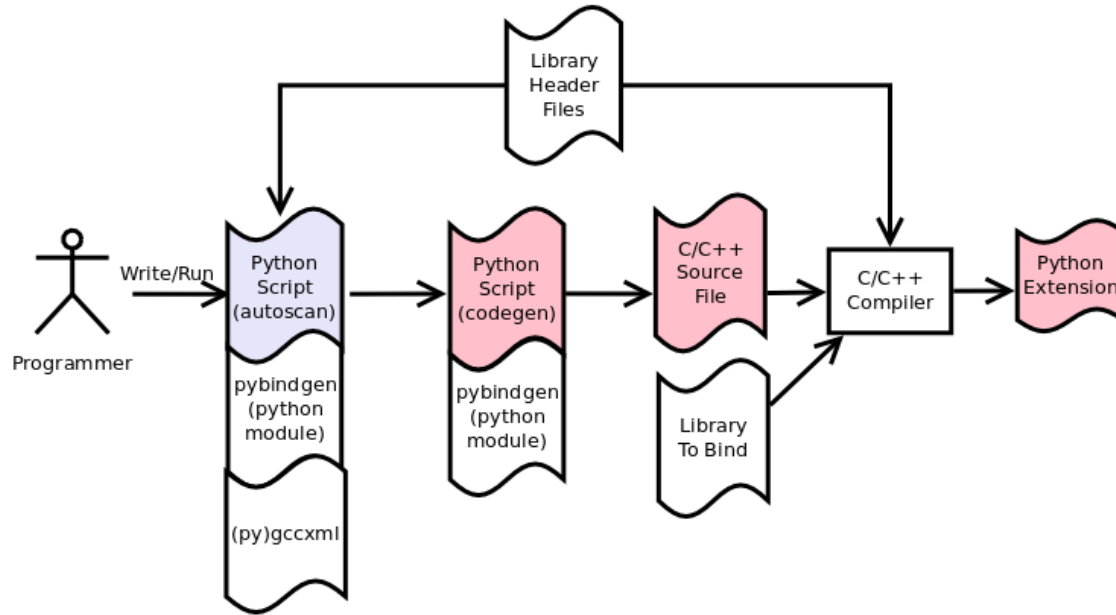 Library
Header
Files
Write/Run
Programmer
Python
Script
(autoscan)
pybindgen
(python
module)
(py)gccxml
Python
Script
(codegen)
pybindgen
(python
module)
C/C++
Source
File
Library
To Bind
C/C++
Compiler
Python
Extension